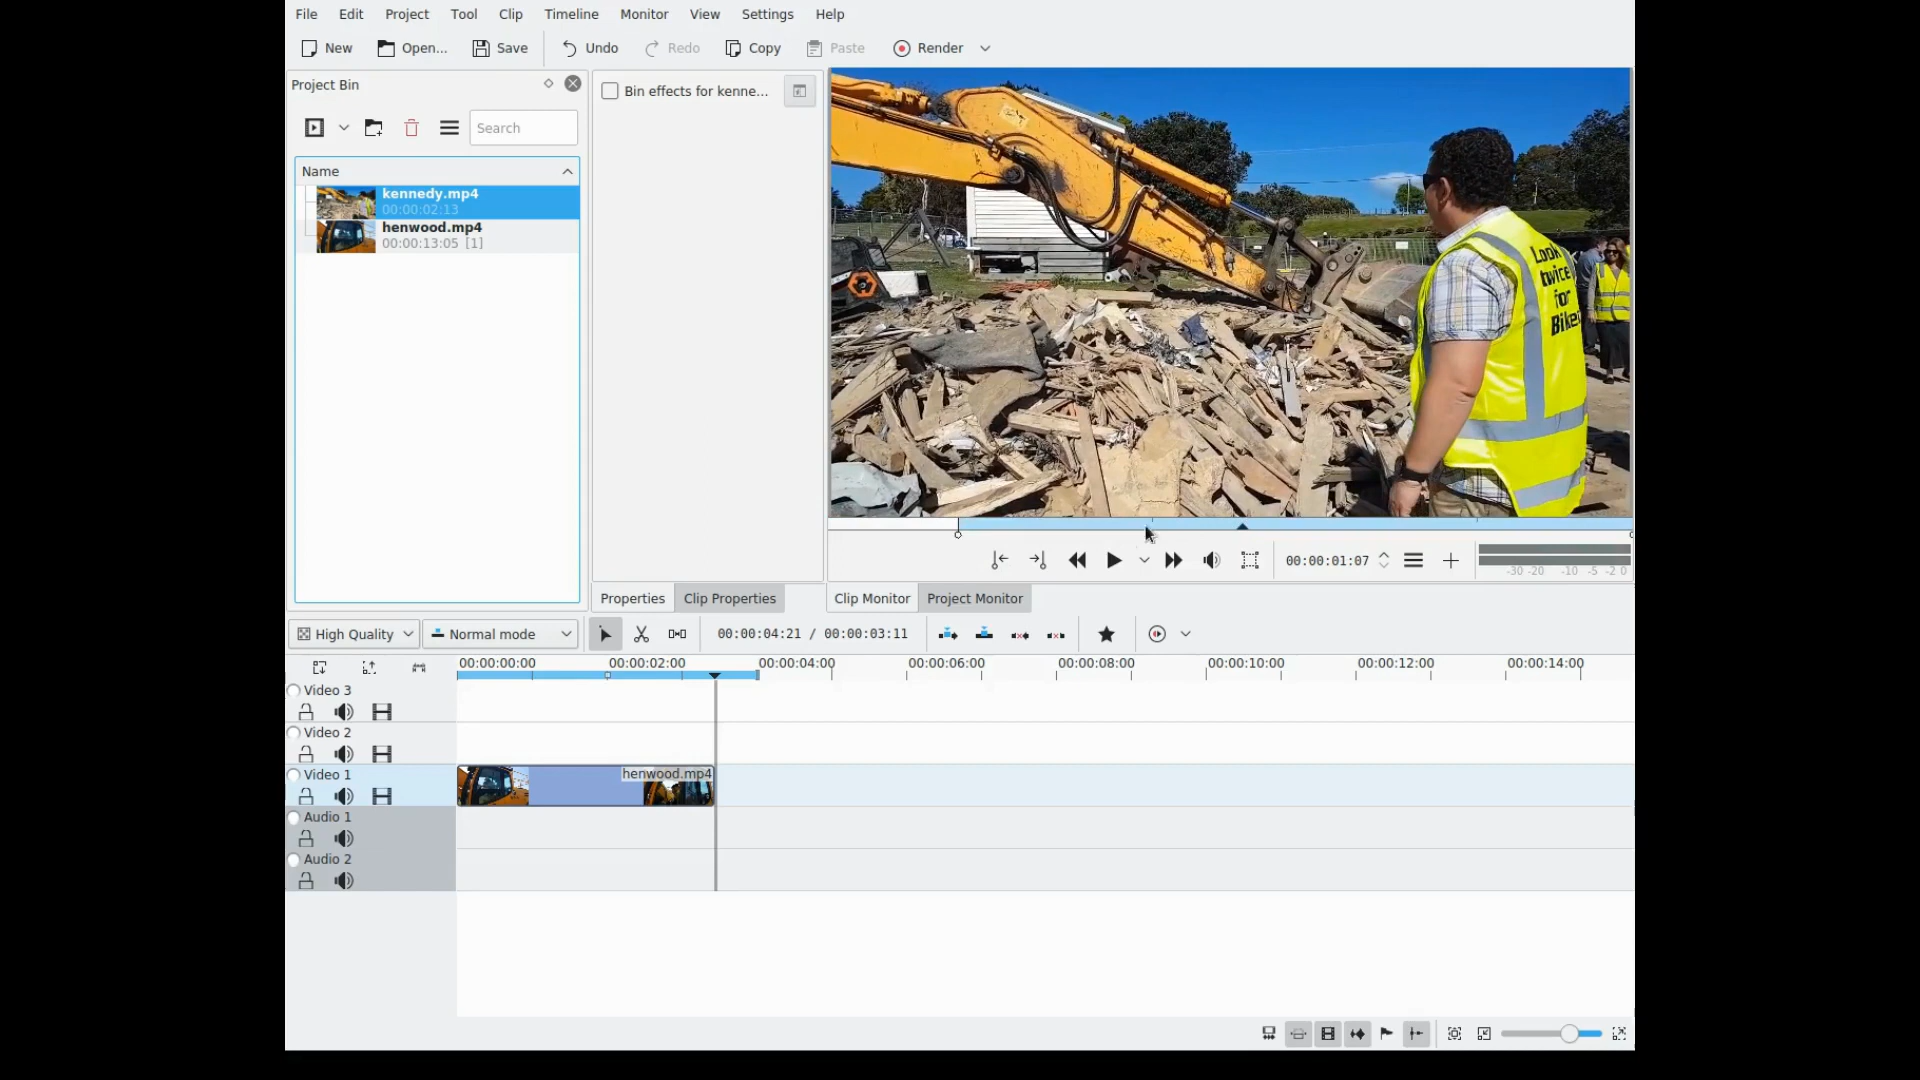 File Edit Project Tool Clip Timeline Monitor View Settings Help
New Open... Save Undo Redo Copy Paste Render
Project Bin
Search
Name
kennedy.mp4
00:00:02:13
henwood.mp4
00:00:13:05 [1]
Bin effects for kenne...
Look
twice
for
Bikes
00:00:01:07
-30 -20 -10 -5 -2 0
Properties Clip Properties Clip Monitor Project Monitor
High Quality Normal mode 00:00:04:21 / 00:00:03:11
00:00:00:00 00:00:02:00 00:00:04:00 00:00:06:00 00:00:08:00 00:00:10:00 00:00:12:00 00:00:14:00
Video 3
Video 2
Video 1
henwood.mp4
Audio 1
Audio 2